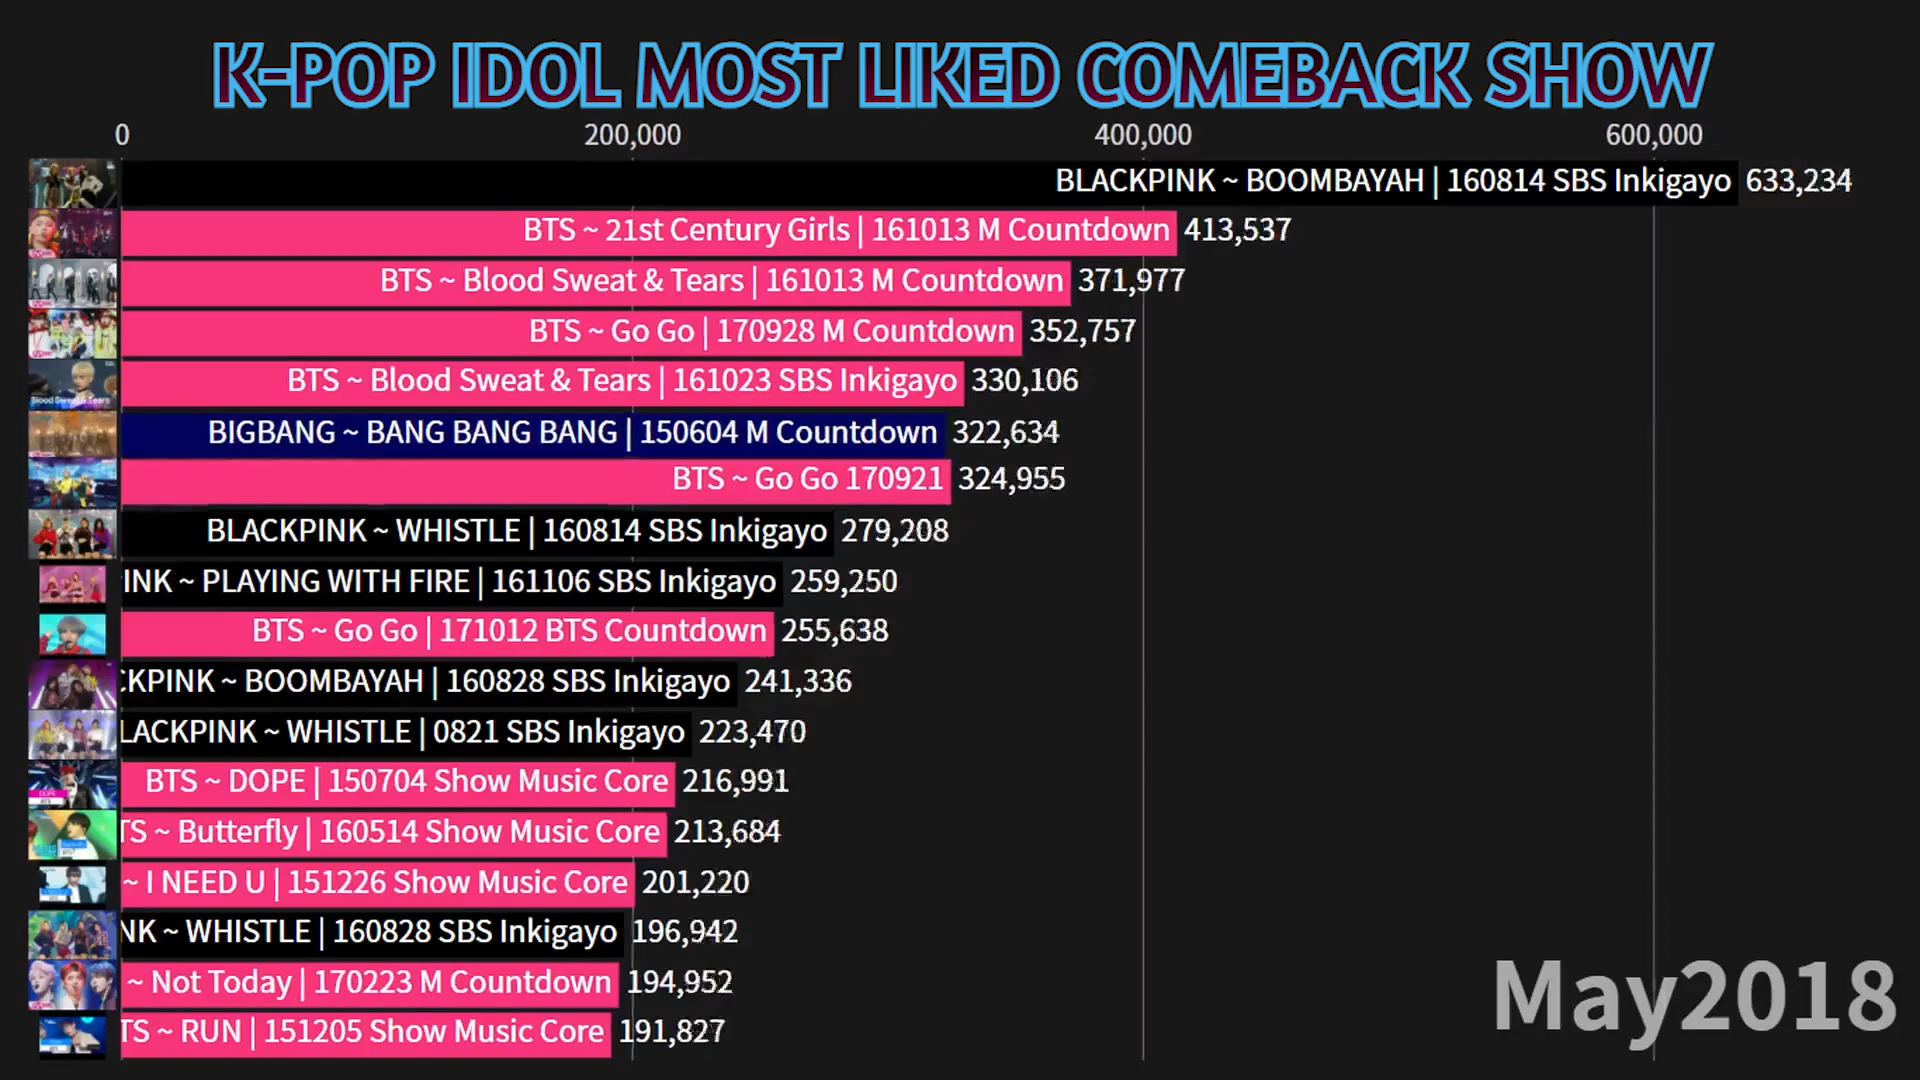 K-POP IDOL MOST LIKED COMEBACK SHOW
0 200,000 400,000 600,000
BLACKPINK ~ BOOMBAYAH | 160814 SBS Inkigayo 633,234
BTS ~ 21st Century Girls | 161013 M Countdown 413,537
BTS ~ Blood Sweat & Tears | 161013 M Countdown 371,977
BTS ~ Go Go | 170928 M Countdown 352,757
BTS ~ Blood Sweat & Tears | 161023 SBS Inkigayo 330,106
Blood Sweat & Tears
BIGBANG ~ BANG BANG BANG | 150604 M Countdown 322,634
BTS ~ Go Go 170921 324,955
BLACKPINK ~ WHISTLE | 160814 SBS Inkigayo 279,208
INK ~ PLAYING WITH FIRE | 161106 SBS Inkigayo 259,250
BTS ~ Go Go | 171012 BTS Countdown 255,638
CKPINK ~ BOOMBAYAH | 160828 SBS Inkigayo 241,336
LACKPINK ~ WHISTLE | 0821 SBS Inkigayo 223,470
BTS ~ DOPE | 150704 Show Music Core 216,991
DOPE
BTS
TS ~ Butterfly | 160514 Show Music Core 213,684
~ I NEED U | 151226 Show Music Core 201,220
NK ~ WHISTLE | 160828 SBS Inkigayo 196,942
~ Not Today | 170223 M Countdown 194,952
TS ~ RUN | 151205 Show Music Core 191,827
May2018